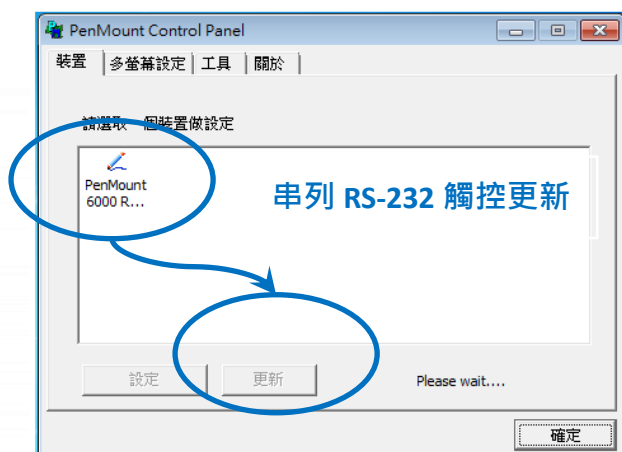 PenMount Control Panel
裝置
多螢幕設定
工具
關於
請選取一個裝置做設定
PenMount
6000 R...
串列 RS-232 觸控更新
設定
更新
Please wait....
確定